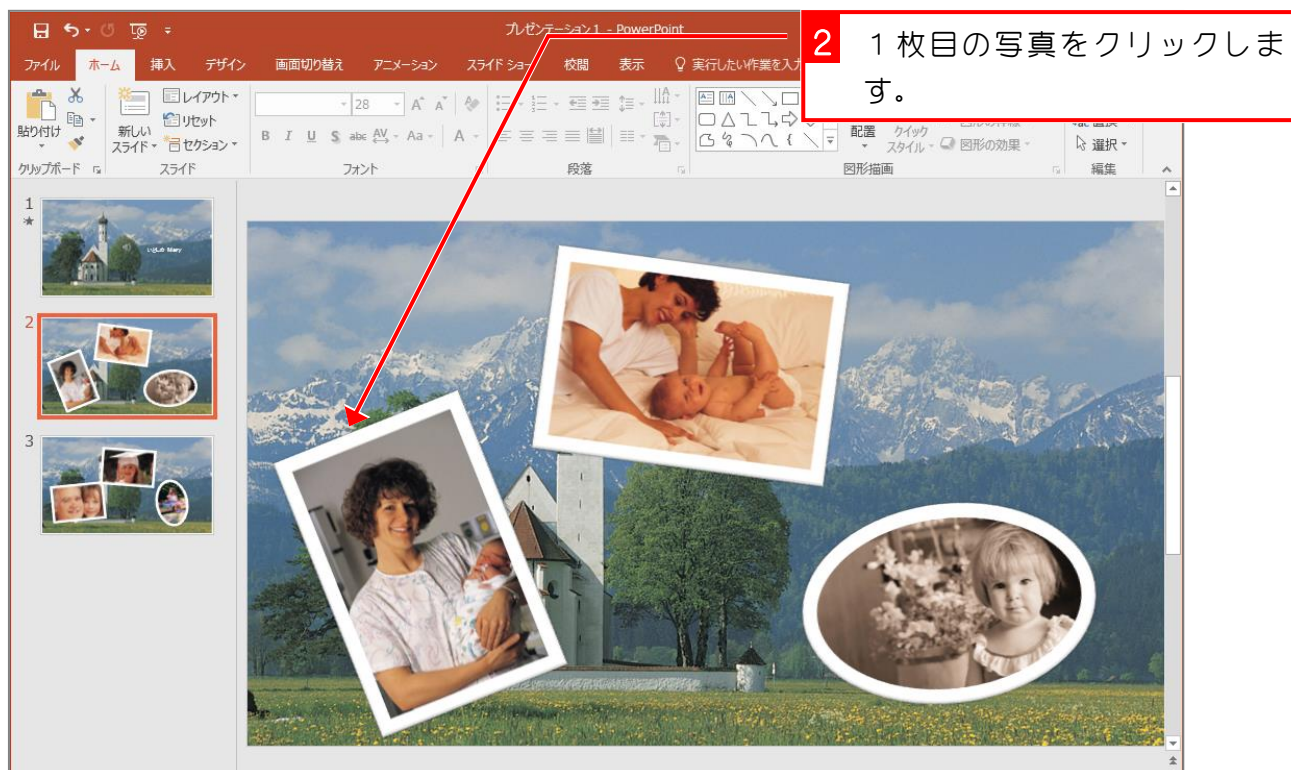 プレゼンテーション1 - PowerPoint
2 1枚目の写真をクリックしま
す。
ファイル ホーム 挿入 デザイン 画面切り替え アニメーション スライド ショー 校閲 表示 実行したい作業を入力
貼り付け 新しい スライド レイアウト リセット セクション
28
B I U S abc AV Aa A
配置 クイック スタイル 図形の効果 選択
クリップボード スライド フォント 段落 図形描画 編集
1
2
3